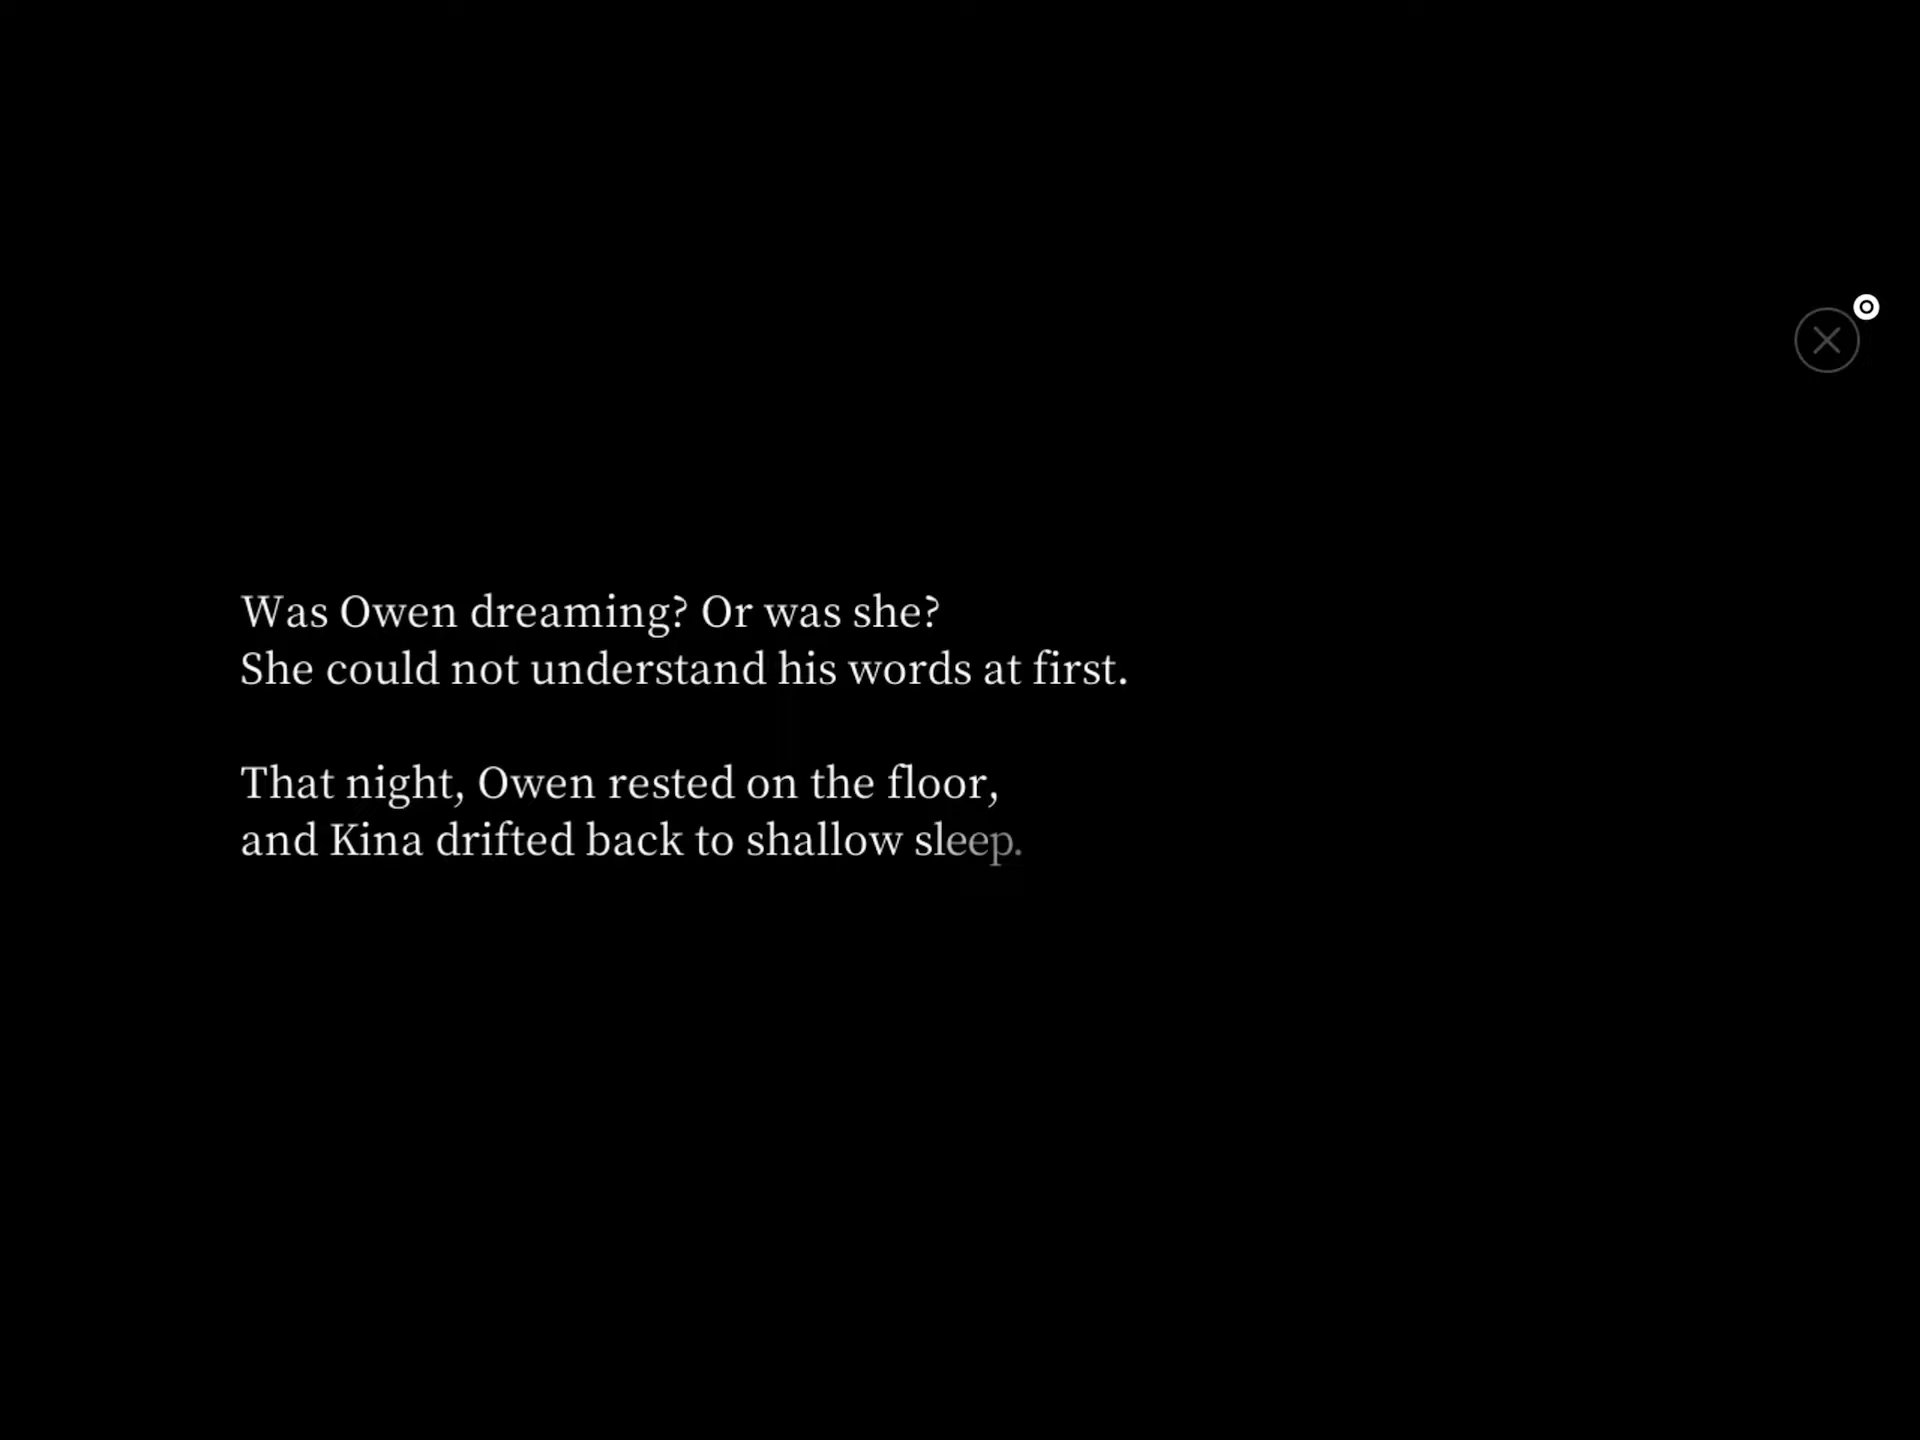 Was Owen dreaming? Or was she?
She could not understand his words at first.
That night, Owen rested on the floor,
and Kina drifted back to shallow sleep.